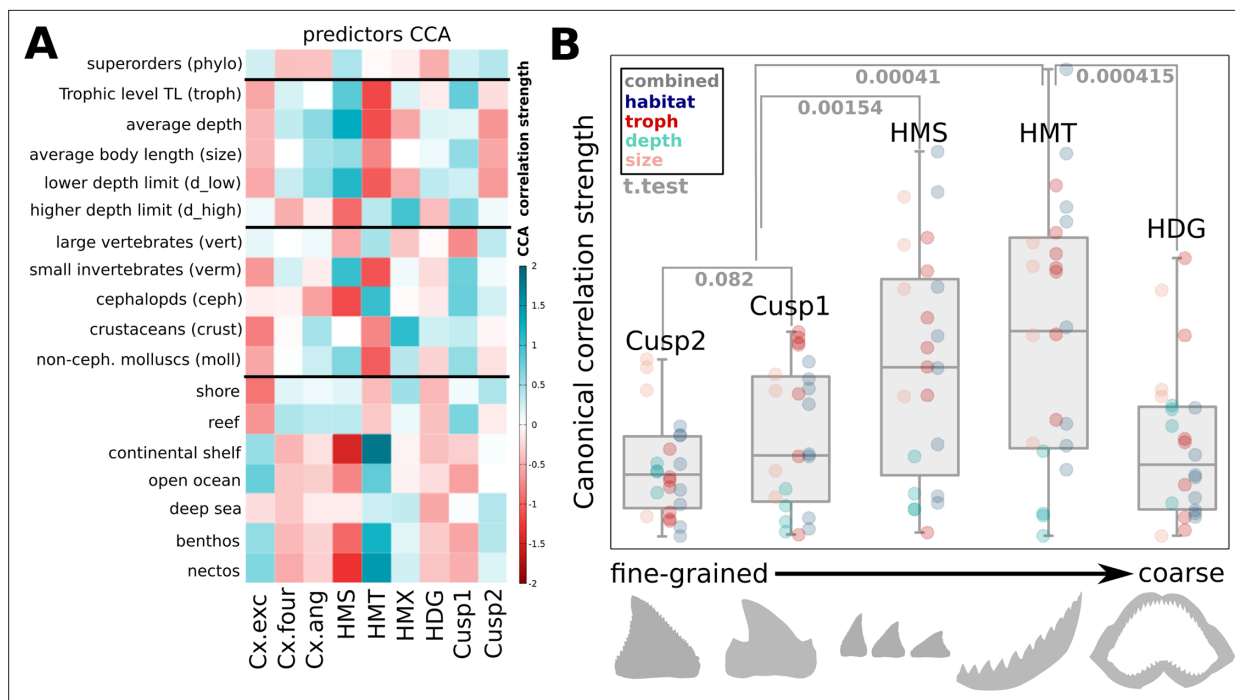 A
predictors CCA
superorders (phylo)
Trophic level TL (troph)
average depth
average body length (size)
lower depth limit (d_low)
higher depth limit (d_high)
large vertebrates (vert)
small invertebrates (verm)
cephalopds (ceph)
crustaceans (crust)
non-ceph. molluscs (moll)
shore
reef
continental shelf
open ocean
deep sea
benthos
nectos
Cx.exc
Cx.four
Cx.ang
HMS
HMT
HMX
HDG
Cusp1
Cusp2
CCA correlation strength
2
1.5
1
0.5
0
-0.5
-1
-1.5
-2
B
Canonical correlation strength
combined
habitat
troph
depth
size
t.test
0.00041
0.000415
0.00154
0.082
Cusp2
Cusp1
HMS
HMT
HDG
fine-grained
coarse